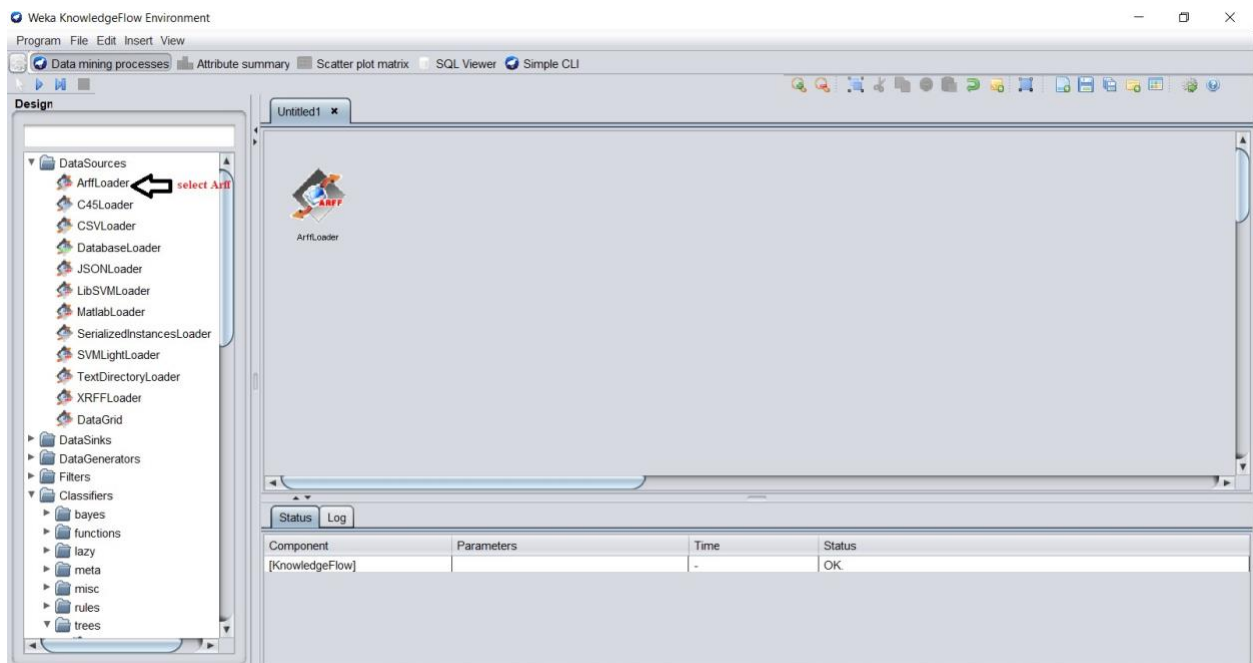 Weka KnowledgeFlow Environment
Program File Edit Insert View
Data mining processes Attribute summary Scatter plot matrix SQL Viewer Simple CLI
Design
Untitled1
DataSources
ArffLoader select Arff
C45Loader
CSVLoader
DatabaseLoader
JSONLoader
LibSVMLoader
MatlabLoader
SerializedInstancesLoader
SVMLightLoader
TextDirectoryLoader
XRFFLoader
DataGrid
DataSinks
DataGenerators
Filters
Classifiers
bayes
functions
lazy
meta
misc
rules
trees
ARFF
ArffLoader
Status Log
Component Parameters Time Status
[KnowledgeFlow] - OK.